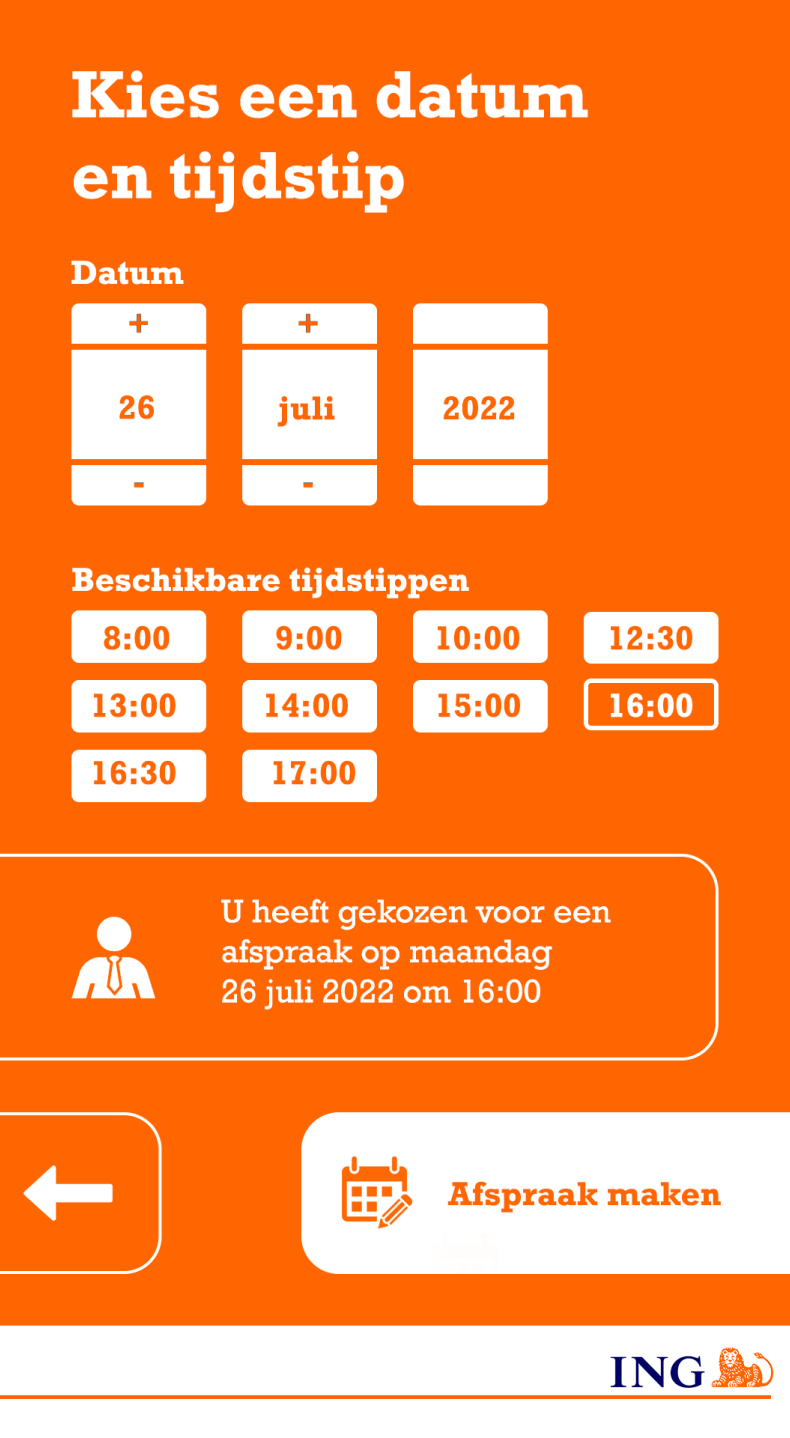 Kies een datum
en tijdstip
Datum
+ +
26 juli 2022
- -
Beschikbare tijdstippen
8:00 9:00 10:00 12:30
13:00 14:00 15:00 16:00
16:30 17:00
U heeft gekozen voor een
afspraak op maandag
26 juli 2022 om 16:00
Afspraak maken
ING